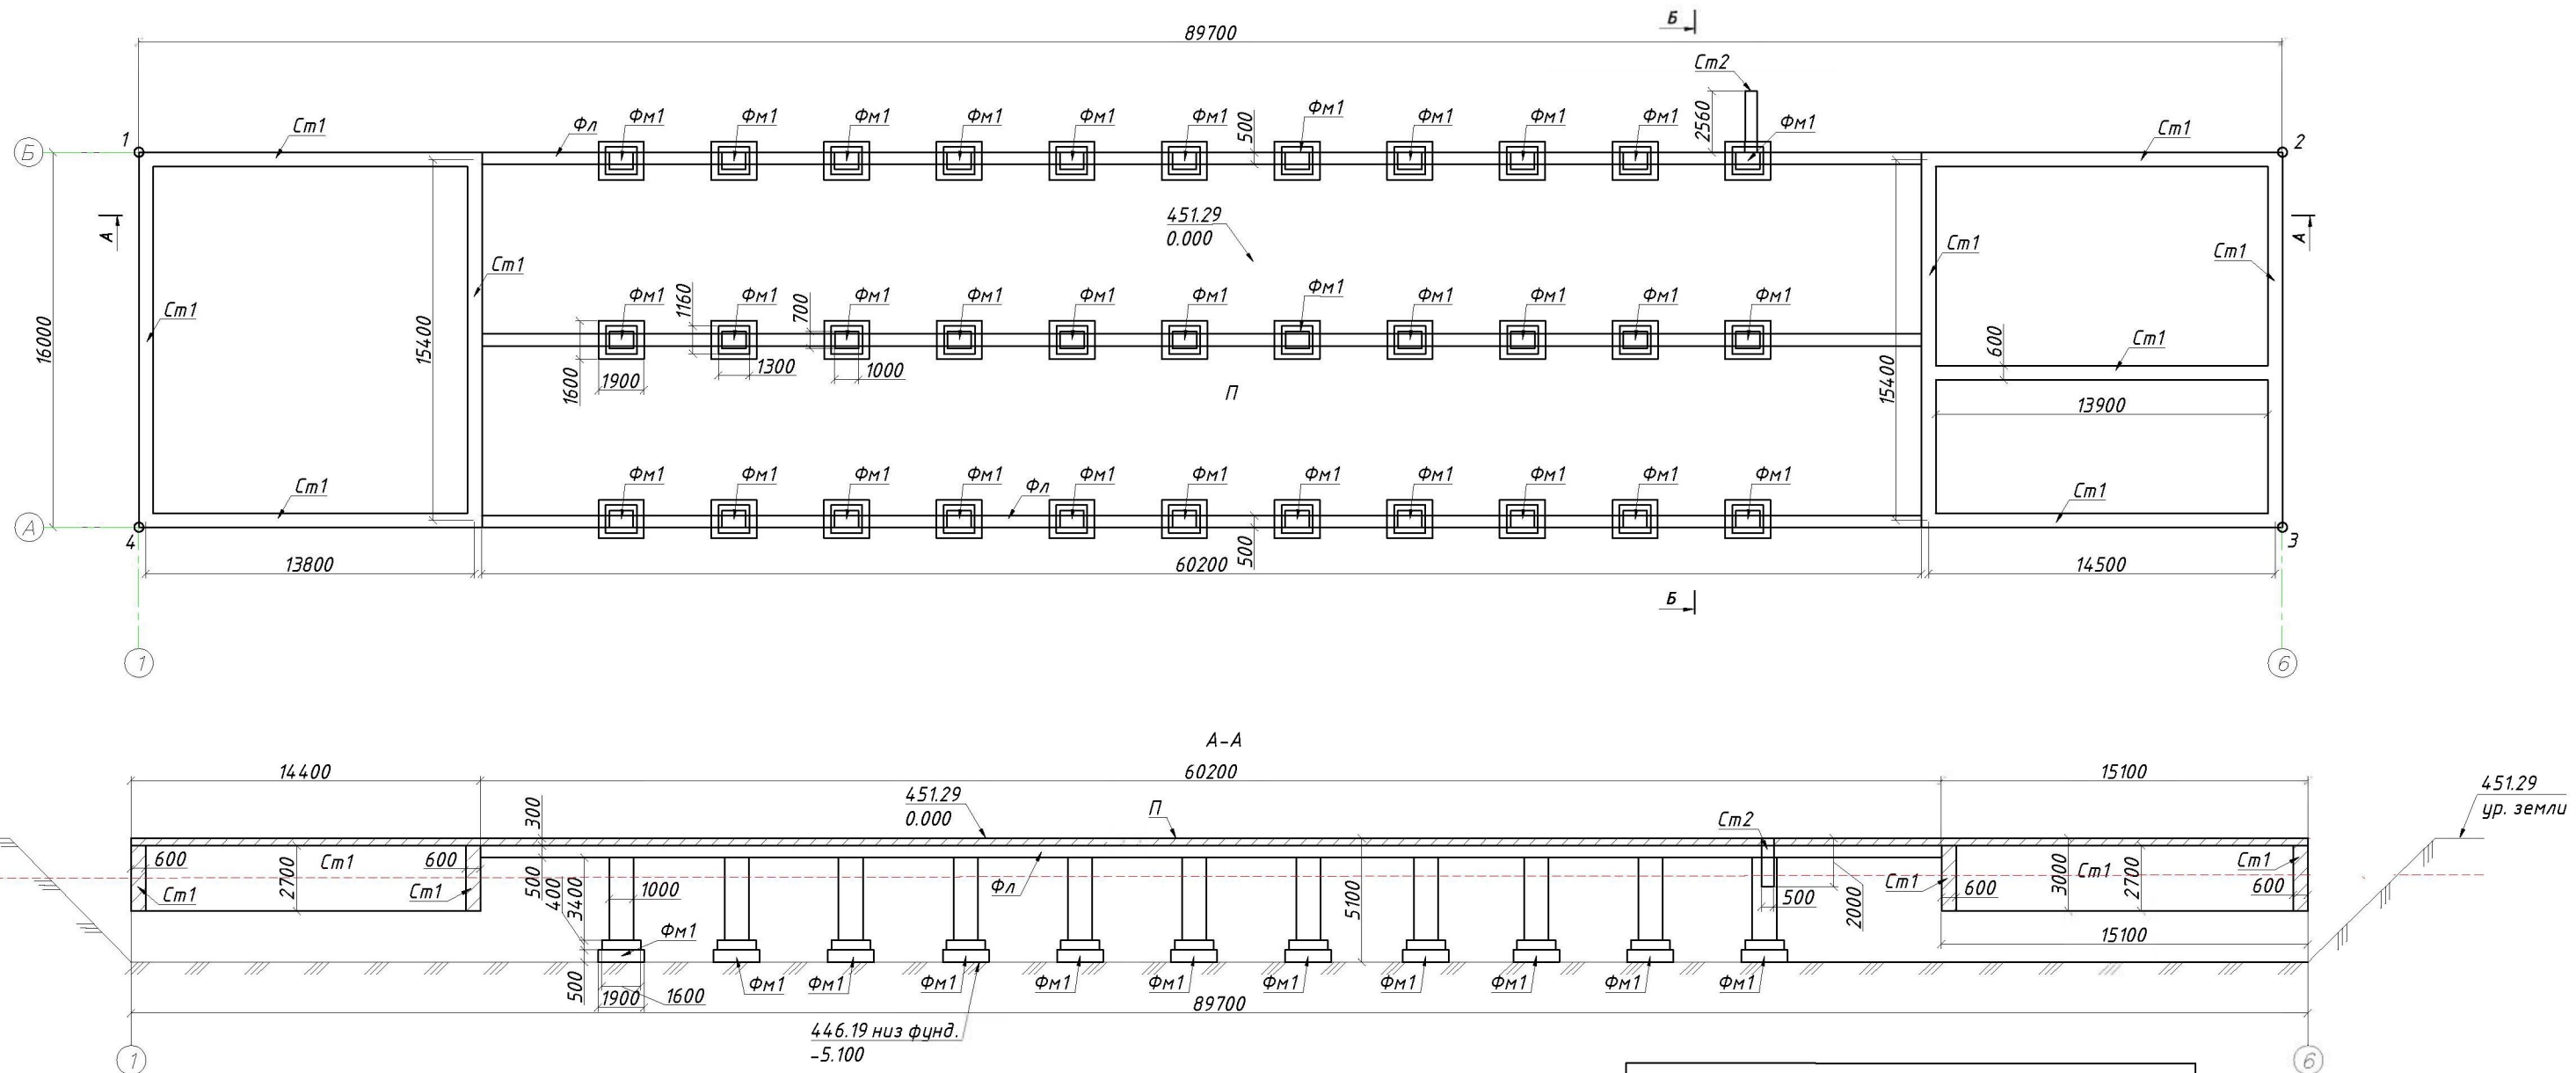 Б
89700
Ст2
Фм1 Фм1 Фм1 Фм1 Фм1 Фм1 500 Фм1 Фм1 Фм1 Фм1 2560 Фм1
1 Ст1 Фл Ст1 2
Б
А 451.29 А
0.000
Ст1 Ст1 Ст1
Ст1
16000 15400 Фм1 1160 Фм1 700 Фм1 Фм1 Фм1 Фм1 Фм1 Фм1 Фм1 Фм1 Фм1 15400 600 Ст1
1600 1900 1300 1000
П
13900
Фм1 Фм1 Фм1 Фм1 Фл Фм1 Фм1 Фм1 Фм1 Фм1 Фм1 Фм1
Ст1 Ст1
А
4 500 3
13800 60200 14500
Б
1 6
А-А
14400 60200 15100
451.29
0.000
П
451.29
ур. земли
300 Ст2
600 Ст1 600 Ст1
2700 Ст1 Ст1 500 400 3400 1000 Фл 5100 500 2000 Ст1 600 3000 Ст1 2700 600
Фм1 15100
Фм1 Фм1 Фм1 Фм1 Фм1 Фм1 Фм1 Фм1 Фм1 Фм1
500 1900 1600
89700
446.19 низ фунд.
-5.100
1 6